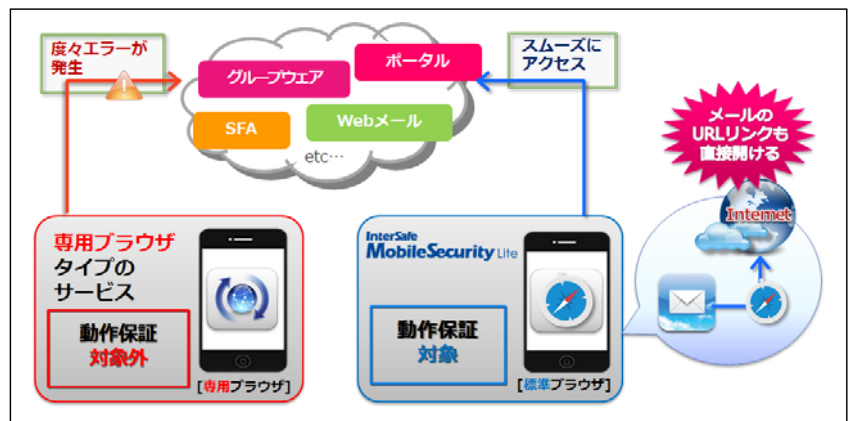 度々エラーが
発生
グループウェア
ポータル
SFA
Webメール
etc…
スムーズに
アクセス
メールの
URLリンクも
直接開ける
Internet
専用ブラウザ
タイプの
サービス
動作保証
対象外
[専用ブラウザ]
InterSafe
MobileSecurity Lite
動作保証
対象
[標準ブラウザ]